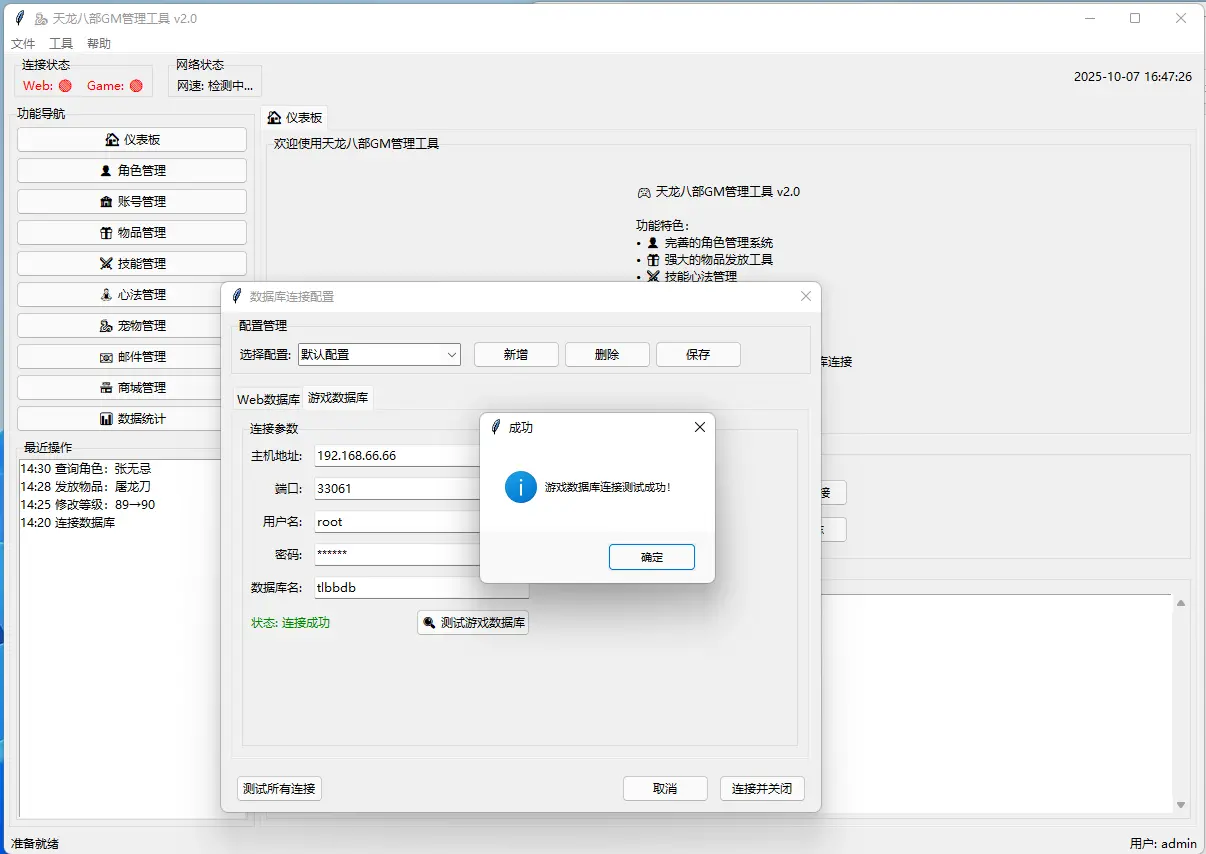 天龙八部GM管理工具 v2.0
文件 工具 帮助
连接状态
Web: Game:
网络状态
网速: 检测中...
2025-10-07 16:47:26
功能导航
仪表板
角色管理
账号管理
物品管理
技能管理
心法管理
宠物管理
邮件管理
商城管理
数据统计
最近操作
14:30 查询角色：张无忌
14:28 发放物品：屠龙刀
14:25 修改等级：89→90
14:20 连接数据库
仪表板
欢迎使用天龙八部GM管理工具
天龙八部GM管理工具 v2.0
功能特色：
• 完善的角色管理系统
• 强大的物品发放工具
• 技能心法管理
库连接
接
数据库连接配置
配置管理
选择配置: 默认配置 新增 删除 保存
Web数据库 游戏数据库
连接参数
主机地址: 192.168.66.66
端口: 33061
用户名: root
密码: ******
数据库名: tlbbdb
状态: 连接成功 测试游戏数据库
测试所有连接 取消 连接并关闭
成功
游戏数据库连接测试成功！
确定
准备就绪
用户: admin